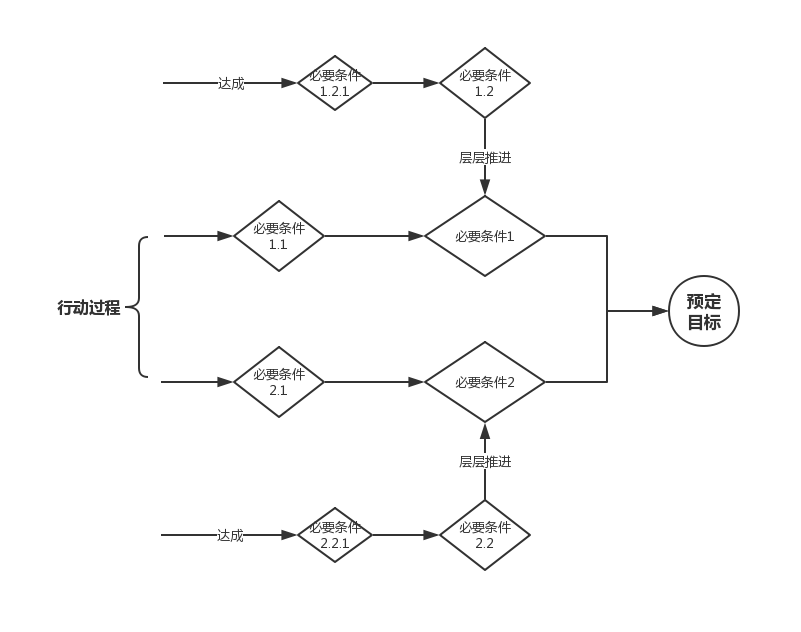 达成
必要条件
1.2.1
必要条件
1.2
层层推进
必要条件
1.1
必要条件1
行动过程
预定
目标
必要条件
2.1
必要条件2
层层推进
达成
必要条件
2.2.1
必要条件
2.2